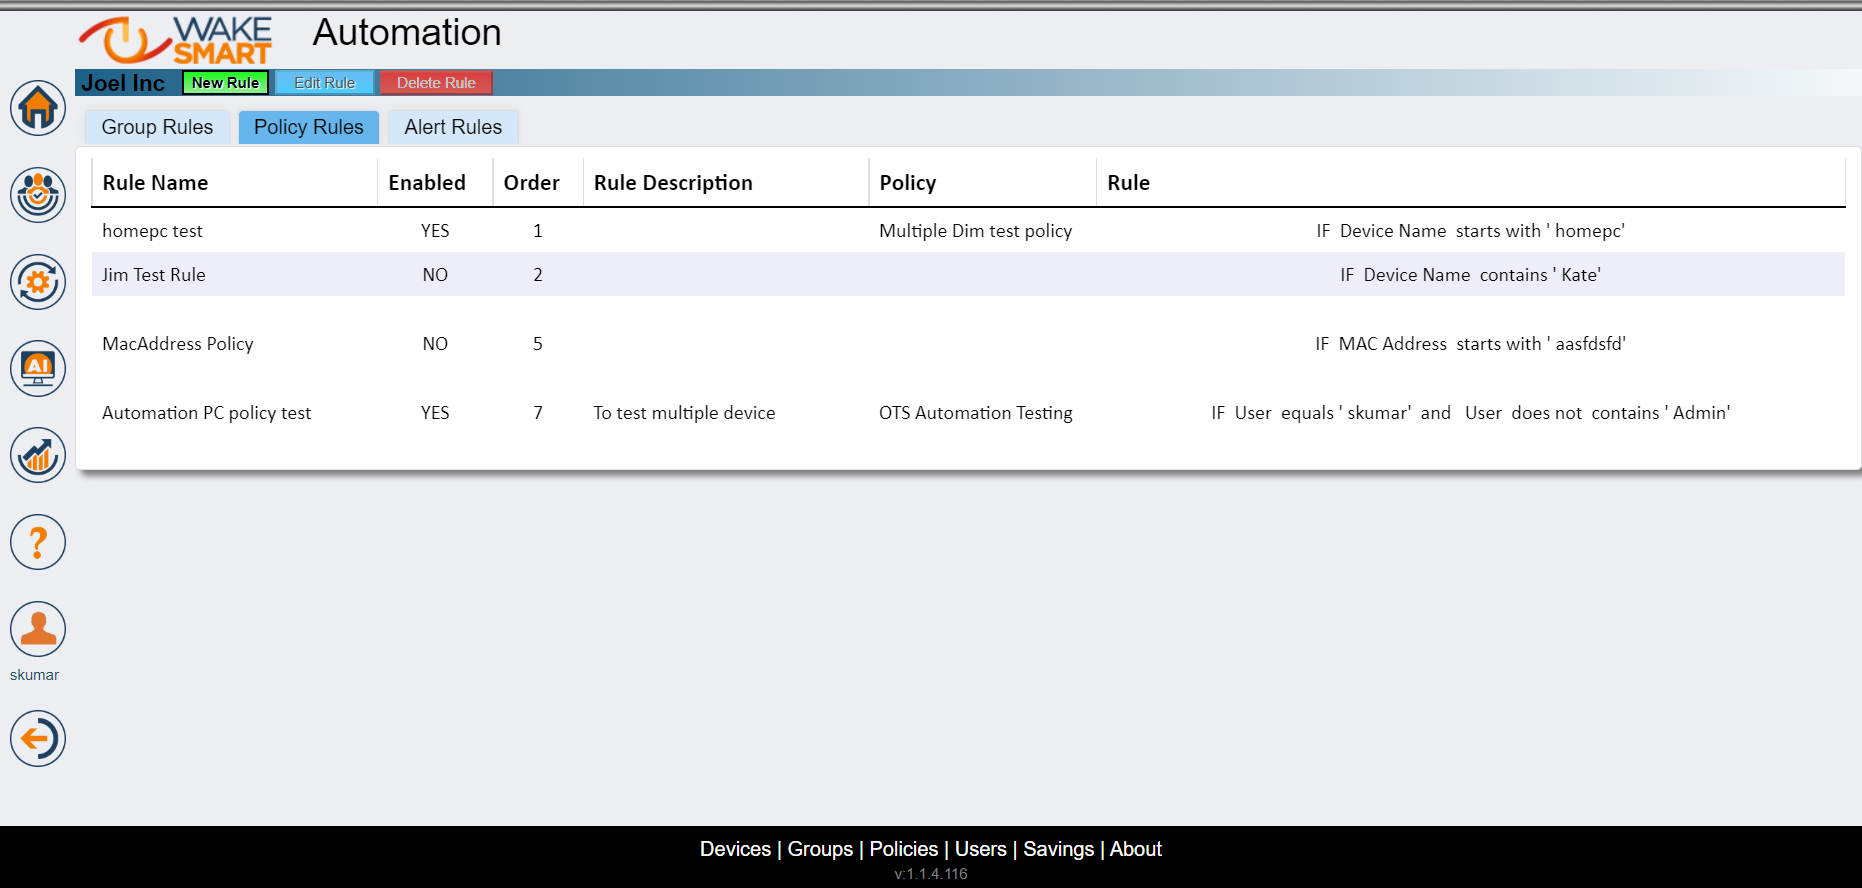 WAKE
SMART
Automation
Joel Inc New Rule Edit Rule Delete Rule
Group Rules Policy Rules Alert Rules
Rule Name Enabled Order Rule Description Policy Rule
homepc test YES 1 Multiple Dim test policy IF Device Name starts with ' homepc'
Jim Test Rule NO 2 IF Device Name contains ' Kate'
MacAddress Policy NO 5 IF MAC Address starts with ' aasfdsfd'
Automation PC policy test YES 7 To test multiple device OTS Automation Testing IF User equals ' skumar' and User does not contains ' Admin'
AI
?
skumar
Devices | Groups | Policies | Users | Savings | About
v:1.1.4.116